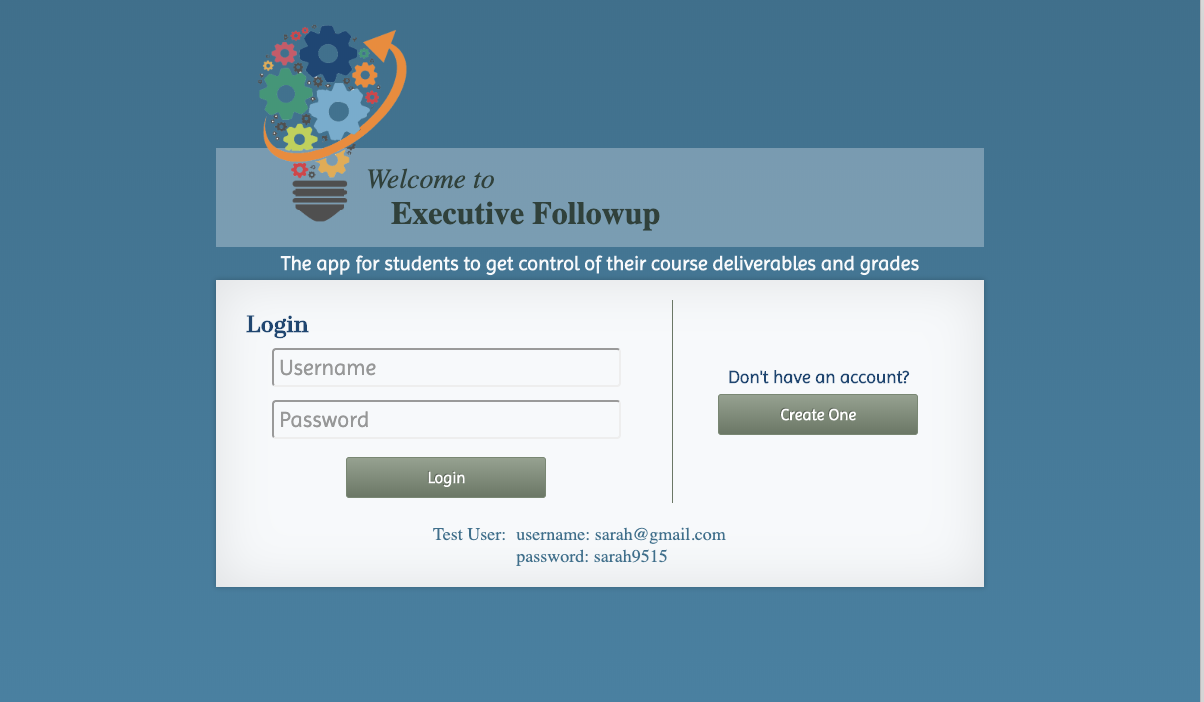 Welcome to
Executive Followup
The app for students to get control of their course deliverables and grades
Login
Username
Password
Login
Don't have an account?
Create One
Test User: username: sarah@gmail.com
password: sarah9515